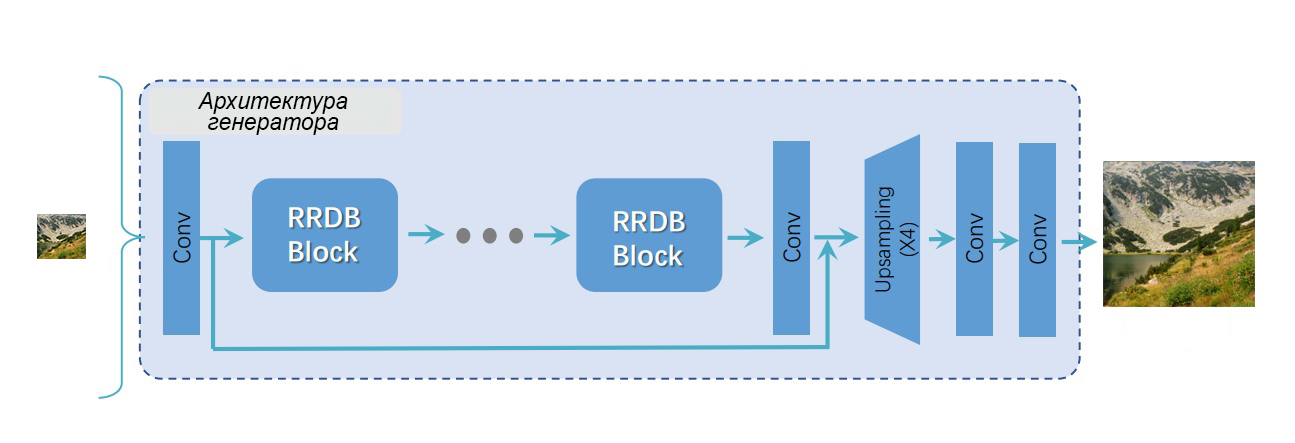 Архитектура
генератора
Conv
RRDB
Block
RRDB
Block
Conv
Upsampling
(X4)
Conv
Conv